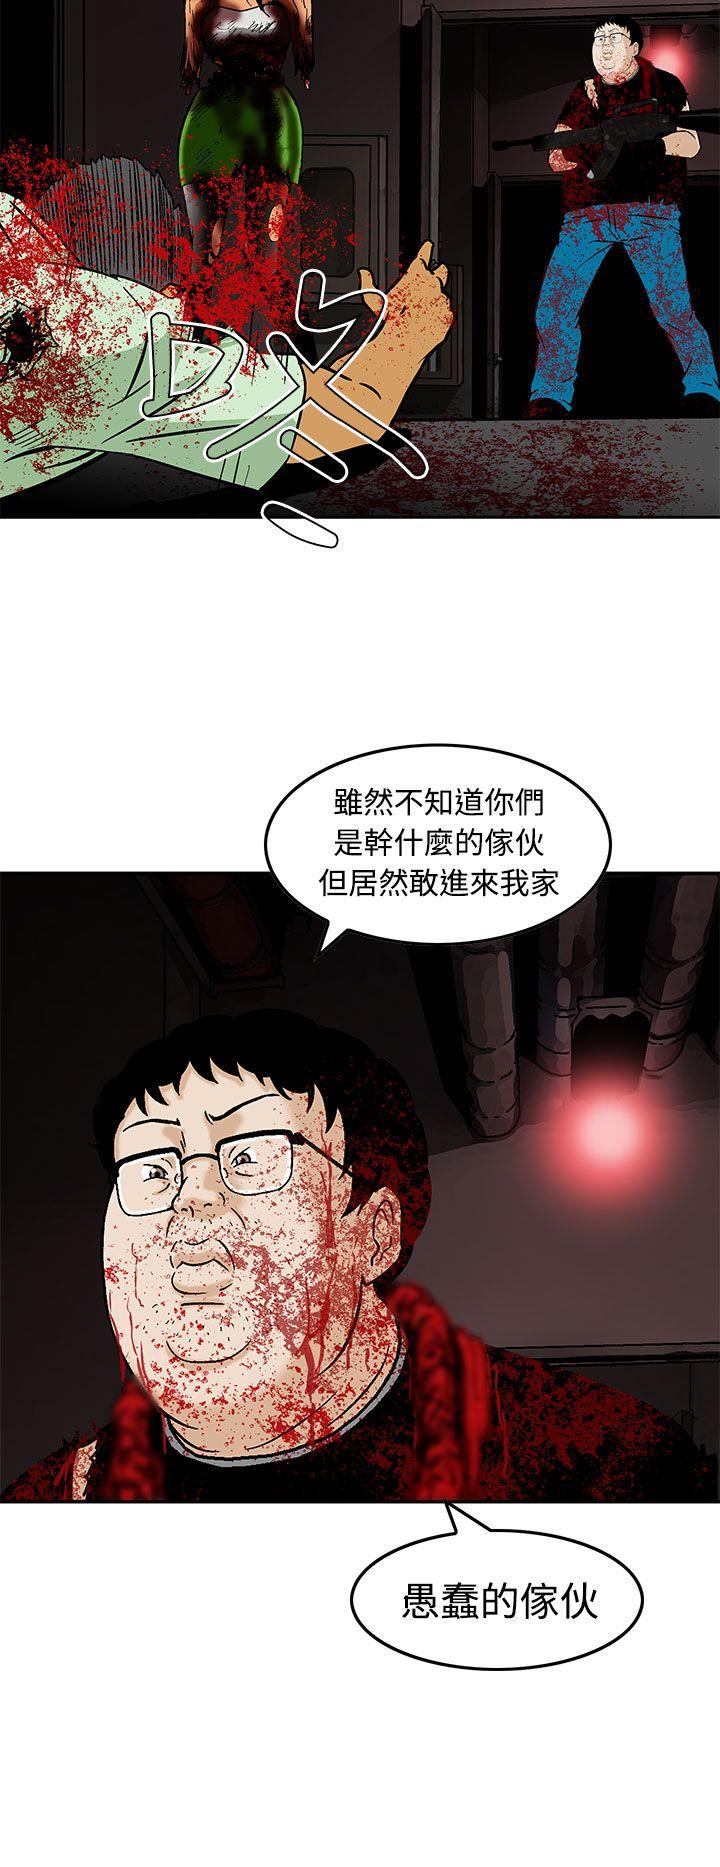 雖然不知道你們
是幹什麼的傢伙
但居然敢進來我家
愚蠢的傢伙